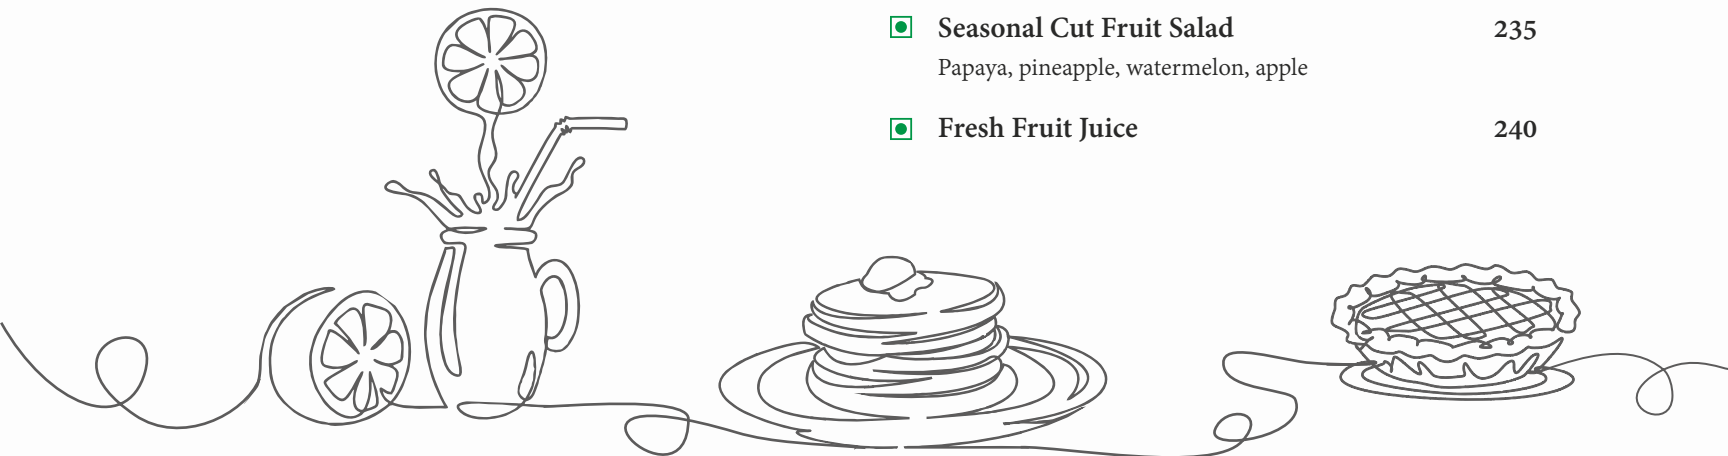 Seasonal Cut Fruit Salad 235
Papaya, pineapple, watermelon, apple
Fresh Fruit Juice 240